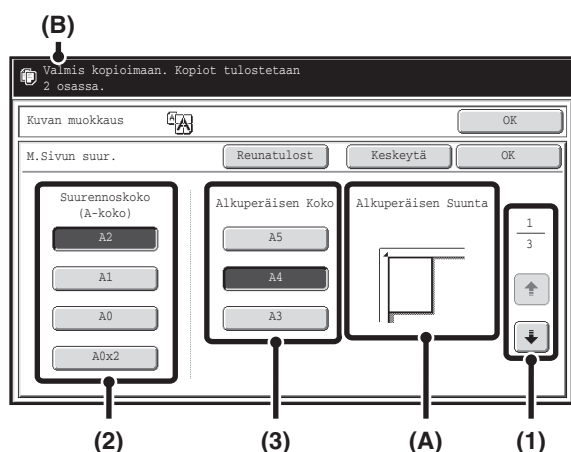 (B)
Valmis kopioimaan. Kopiot tulostetaan
2 osassa.
Kuvan muokkaus
OK
M.Sivun suur.
Reunatulost
Keskeytä
OK
Suurennoskoko
(A-koko)
A2
A1
A0
A0x2
Alkuperäisen Koko
A5
A4
A3
Alkuperäisen Suunta
1
3
(2)
(3)
(A)
(1)